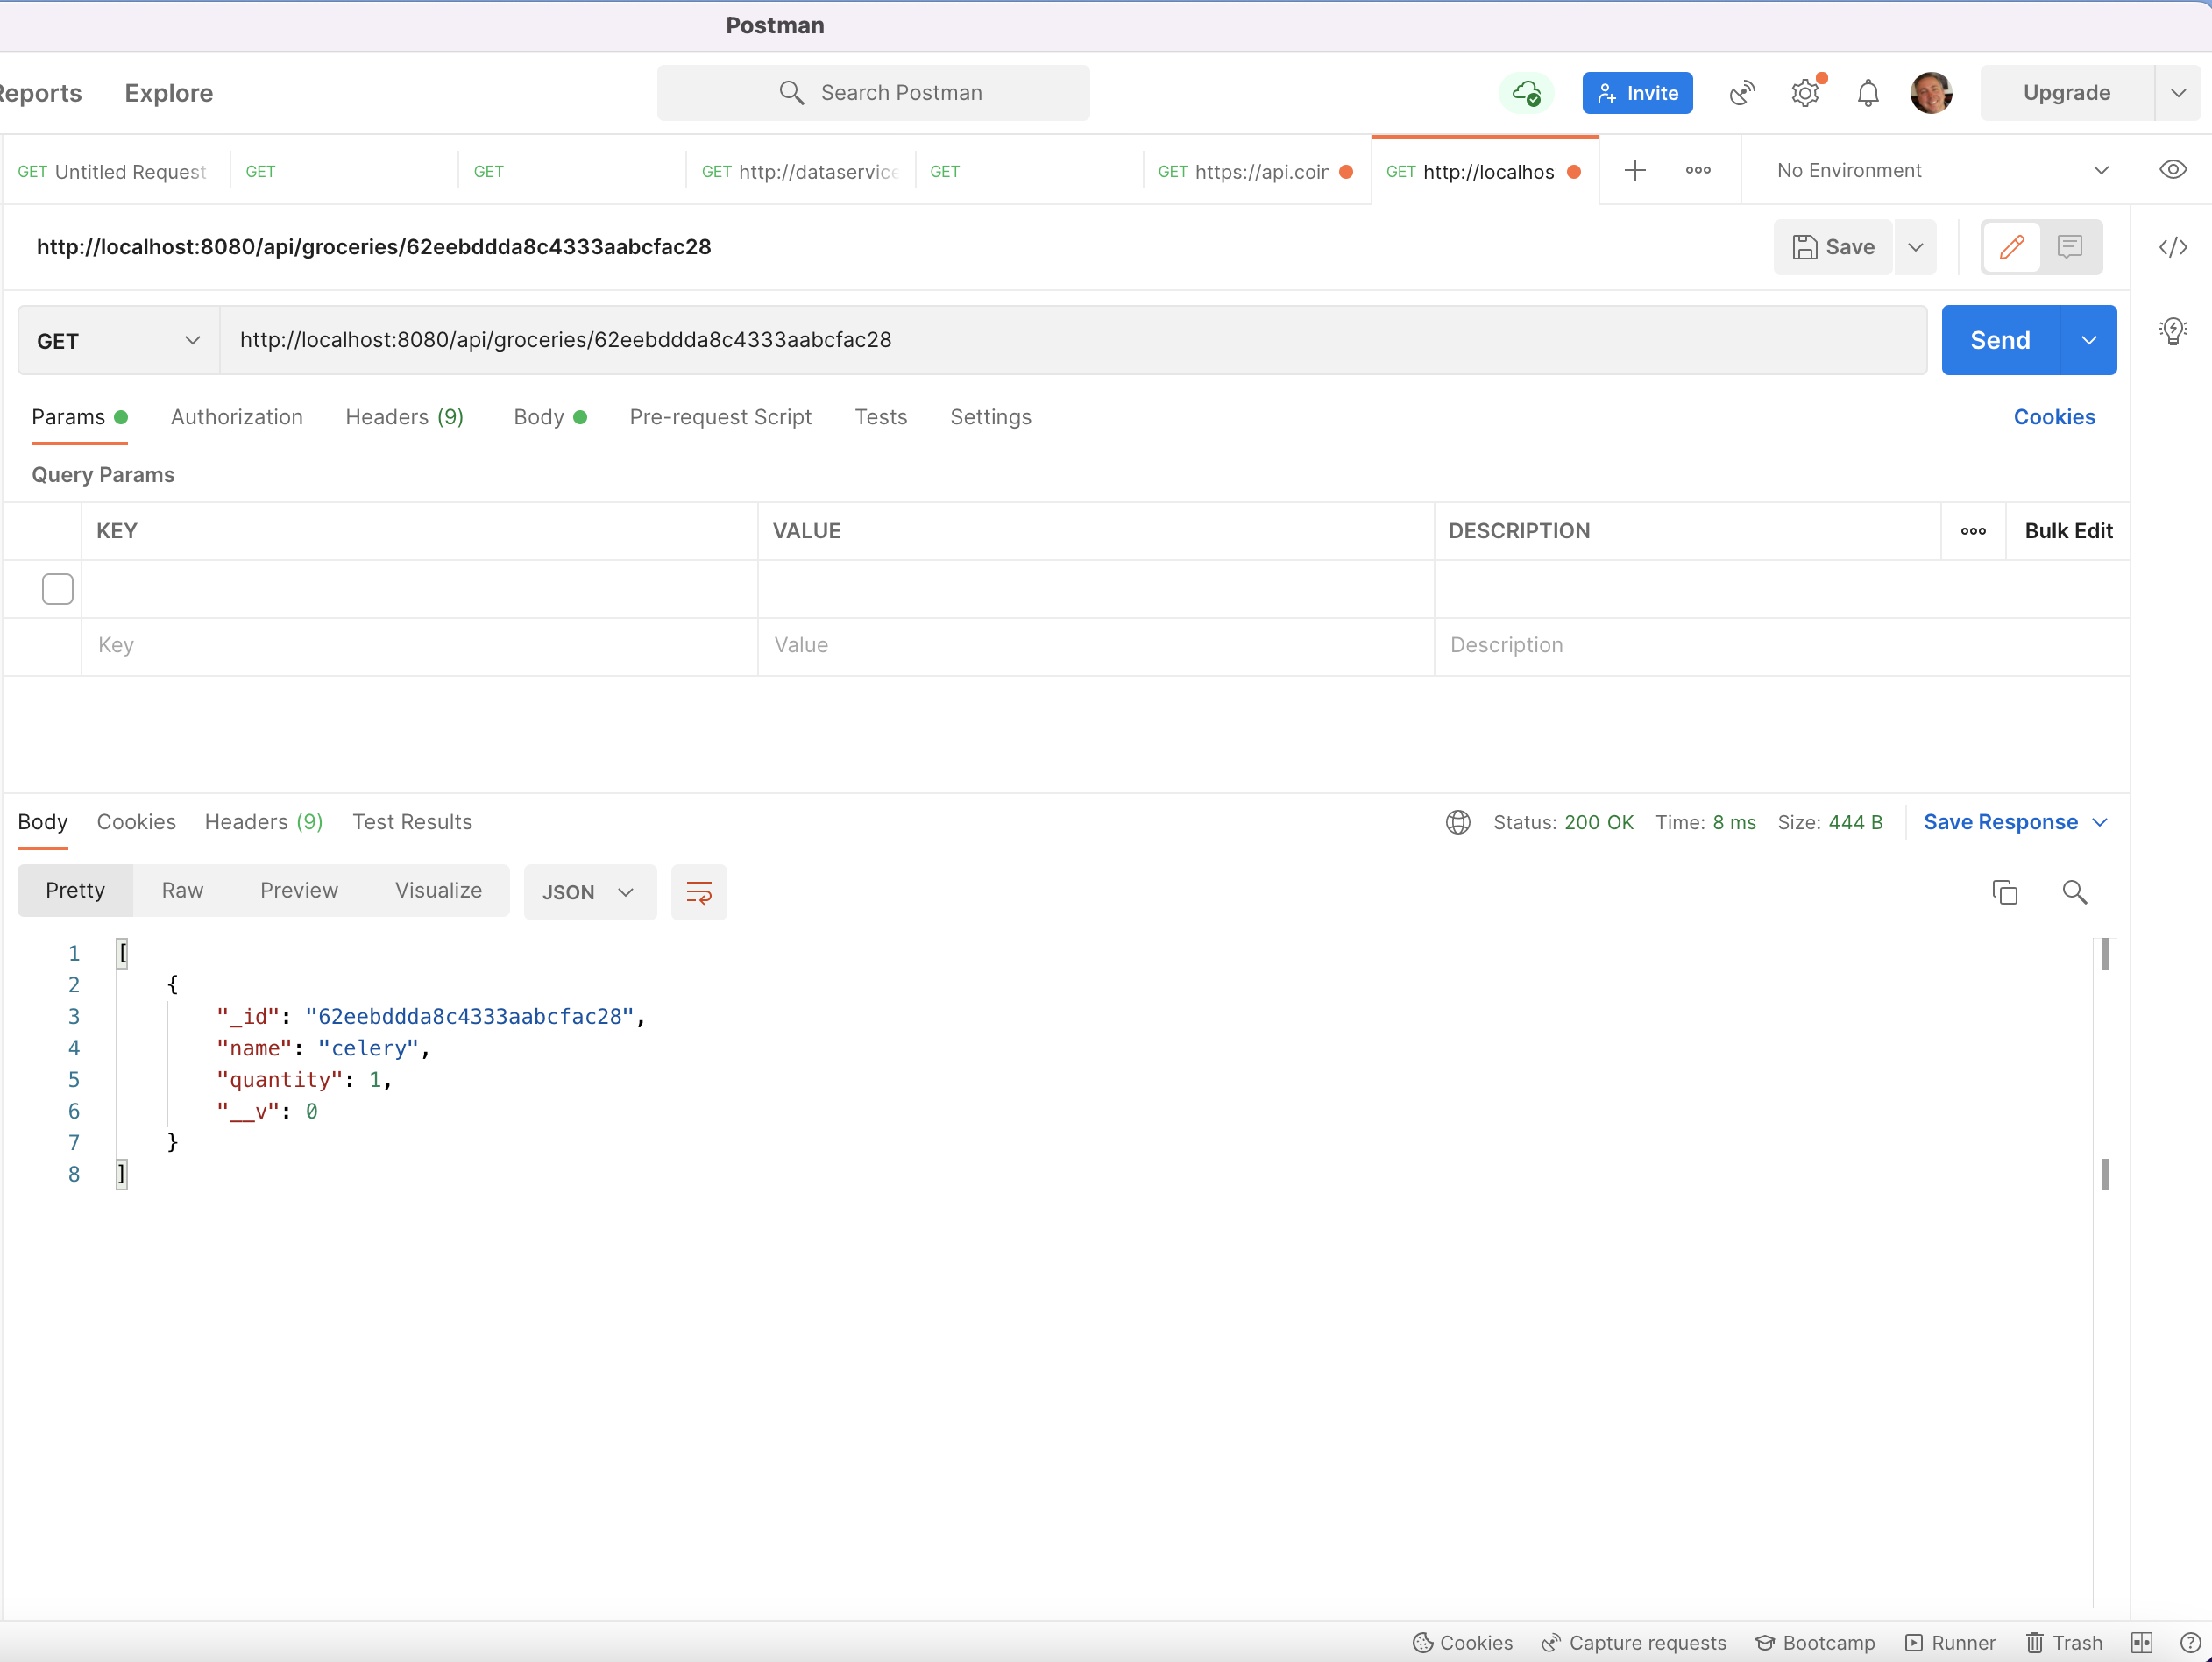 Postman
Reports Explore Search Postman Invite Upgrade
GET Untitled Request GET GET GET http://dataservice GET GET https://api.coin GET http://localhos No Environment
http://localhost:8080/api/groceries/62eebddda8c4333aabcfac28 Save
GET http://localhost:8080/api/groceries/62eebddda8c4333aabcfac28 Send
Params Authorization Headers (9) Body Pre-request Script Tests Settings Cookies
Query Params
KEY VALUE DESCRIPTION Bulk Edit
Key Value Description
Body Cookies Headers (9) Test Results Status: 200 OK Time: 8 ms Size: 444 B Save Response
Pretty Raw Preview Visualize JSON
1 [
2 {
3 "_id": "62eebddda8c4333aabcfac28",
4 "name": "celery",
5 "quantity": 1,
6 "__v": 0
7 }
8 ]
Cookies Capture requests Bootcamp Runner Trash